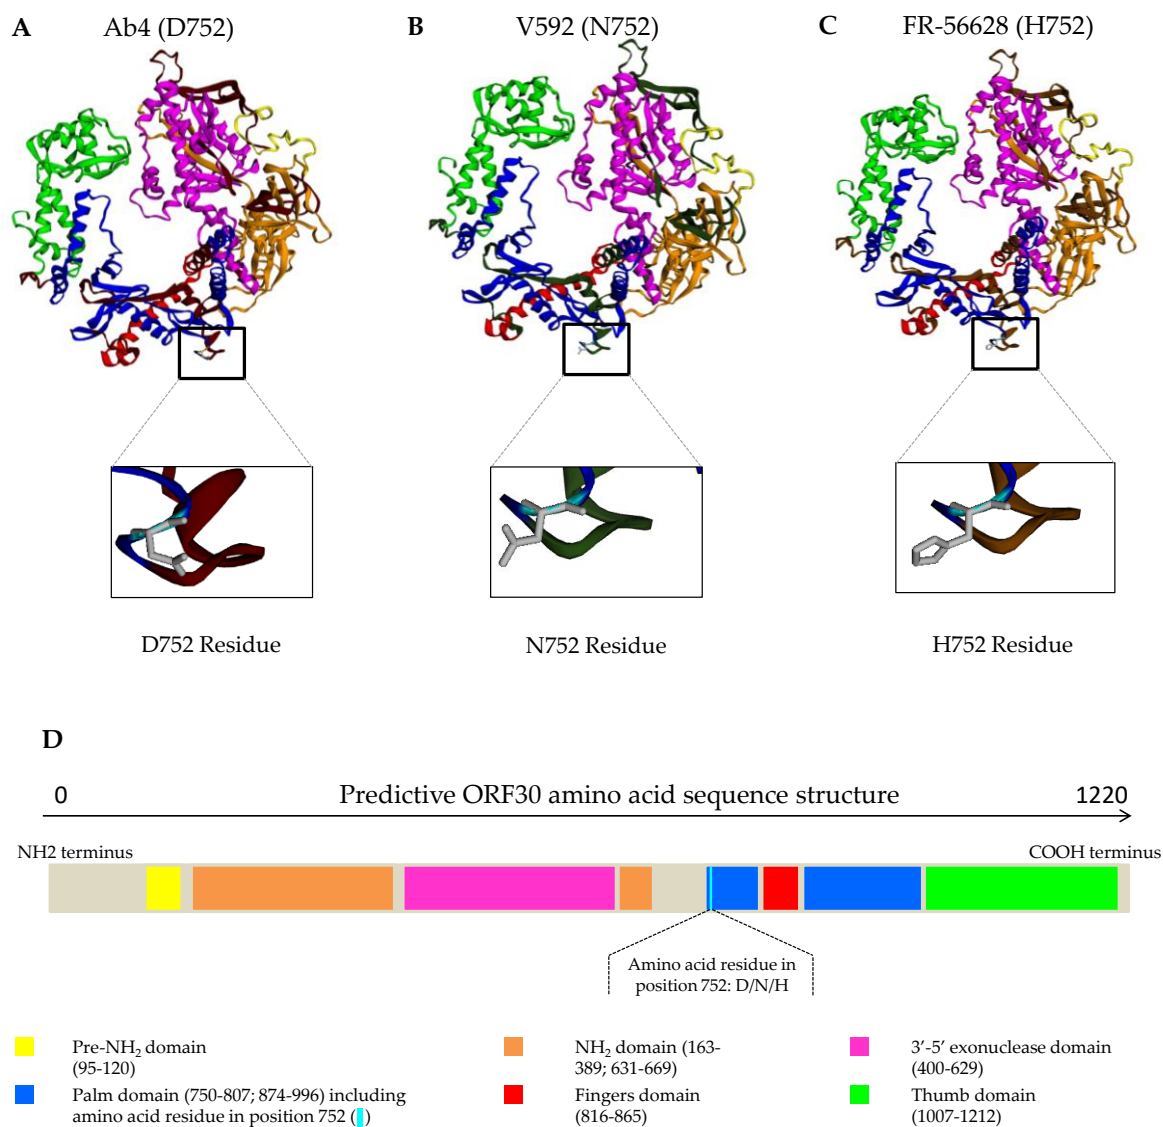 A Ab4 (D752)
B V592 (N752)
C FR-56628 (H752)
D752 Residue
N752 Residue
H752 Residue
D
0 Predictive ORF30 amino acid sequence structure 1220
NH2 terminus
COOH terminus
Amino acid residue in
position 752: D/N/H
Pre-NH₂ domain
(95-120)
NH₂ domain (163-
389; 631-669)
3’-5’ exonuclease domain
(400-629)
Palm domain (750-807; 874-996) including
amino acid residue in position 752 ( )
Fingers domain
(816-865)
Thumb domain
(1007-1212)